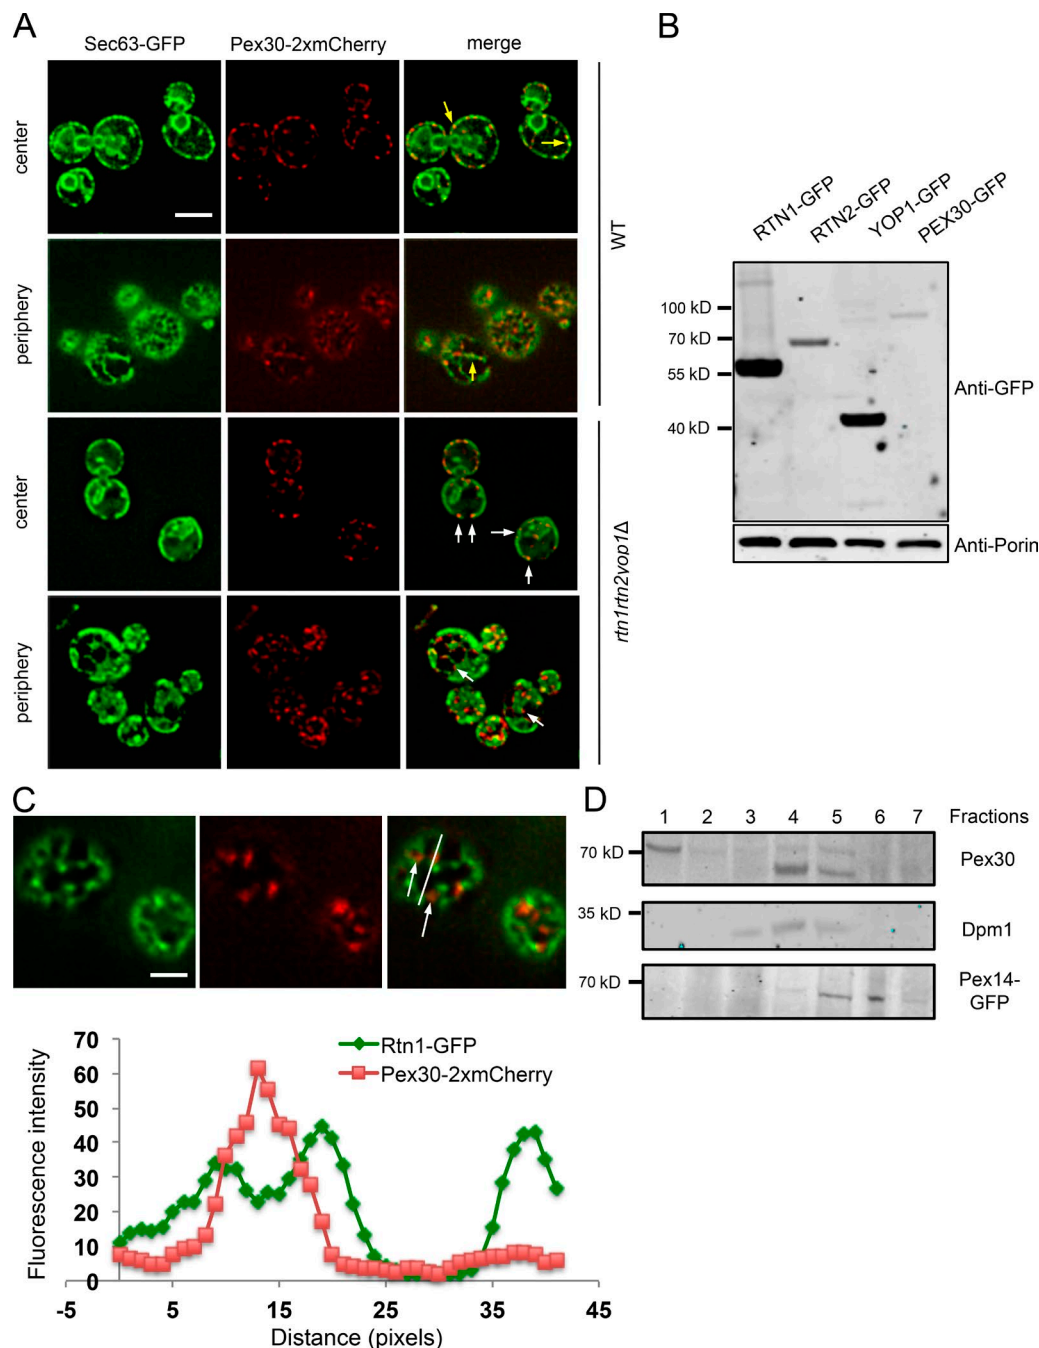 A
Sec63-GFP
Pex30-2xmCherry
merge
center
periphery
WT
center
periphery
rtn1rtn2yop1Δ
B
RTN1-GFP
RTN2-GFP
YOP1-GFP
PEX30-GFP
100 kD
70 kD
55 kD
40 kD
Anti-GFP
Anti-Porin
C
D
1 2 3 4 5 6 7 Fractions
70 kD
Pex30
35 kD
Dpm1
70 kD
Pex14-
GFP
Rtn1-GFP
Pex30-2xmCherry
Fluorescence intensity
70
60
50
40
30
20
10
0
-5 5 15 25 35 45
Distance (pixels)